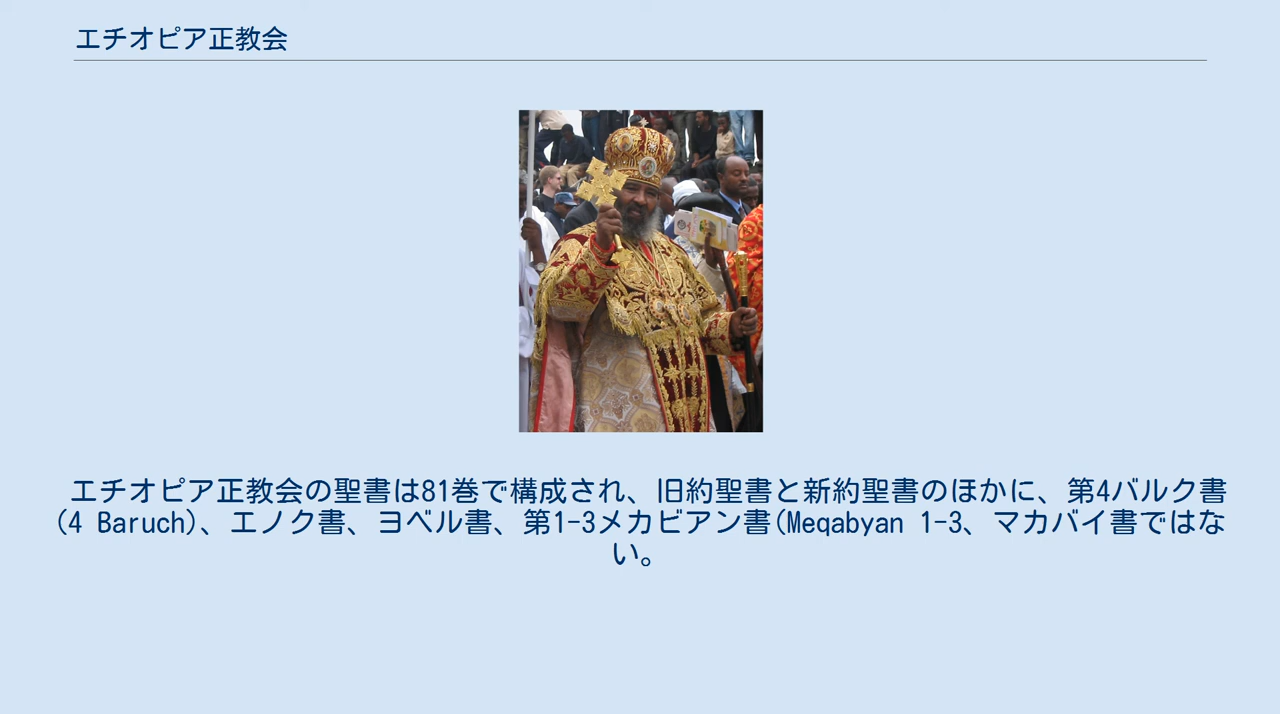 エチオピア正教会
エチオピア正教会の聖書は81巻で構成され、旧約聖書と新約聖書のほかに、第4バルク書
(4 Baruch)、エノク書、ヨベル書、第1-3メカビアン書(Meqabyan 1-3、マカバイ書ではな
い。